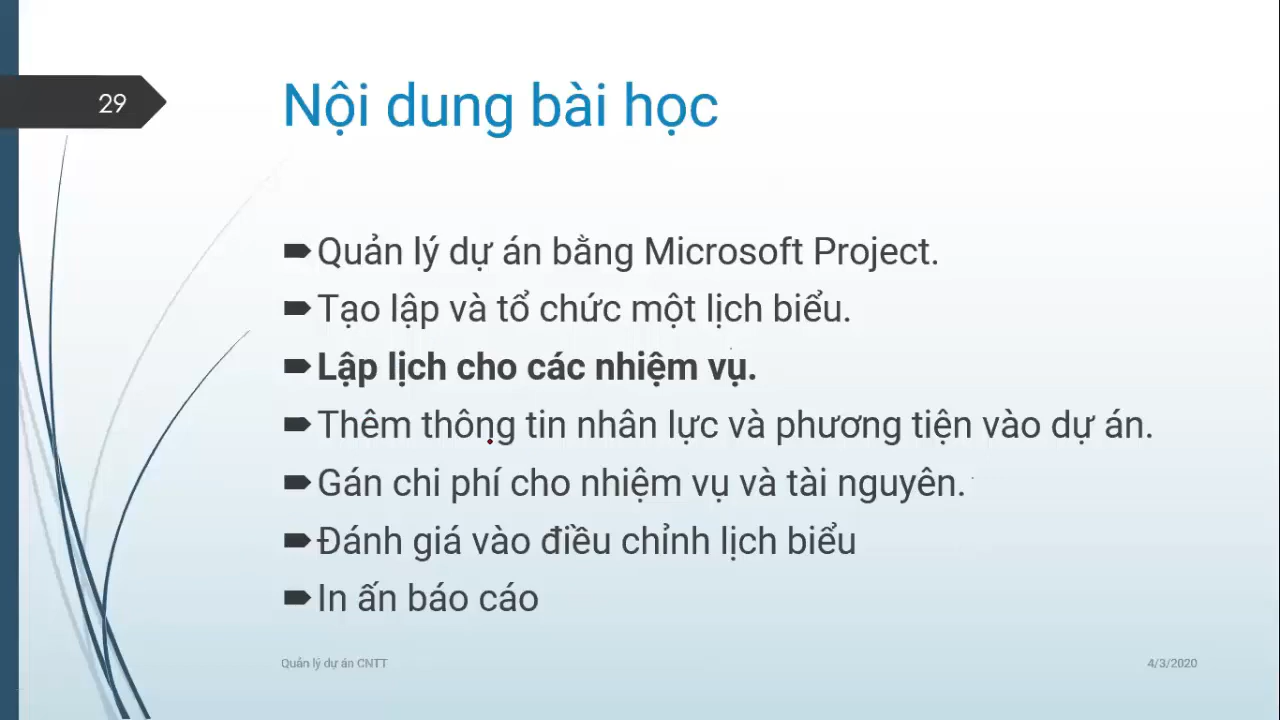 29
Nội dung bài học
Quản lý dự án bằng Microsoft Project.
Tạo lập và tổ chức một lịch biểu.
Lập lịch cho các nhiệm vụ.
Thêm thông tin nhân lực và phương tiện vào dự án.
Gán chi phí cho nhiệm vụ và tài nguyên.
Đánh giá vào điều chỉnh lịch biểu
In ấn báo cáo
Quản lý dự án CNTT
4/3/2020